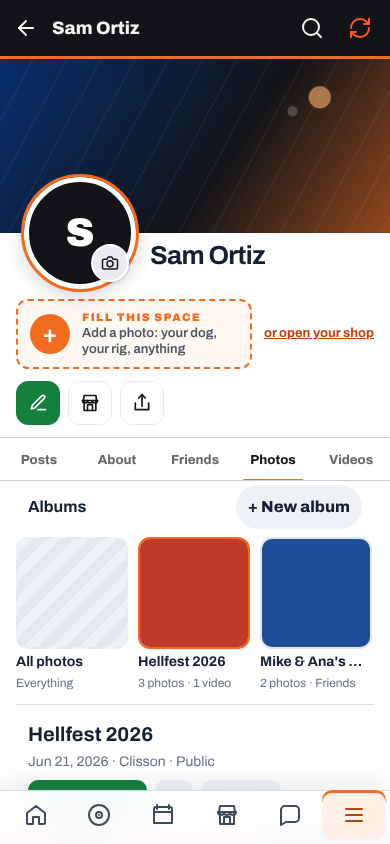 Sam Ortiz
S
Sam Ortiz
+
FILL THIS SPACE
Add a photo: your dog,
your rig, anything
or open your shop
Posts About Friends Photos Videos
Albums
+ New album
All photos
Everything
Hellfest 2026
3 photos · 1 video
Mike & Ana's ...
2 photos · Friends
Hellfest 2026
Jun 21, 2026 · Clisson · Public